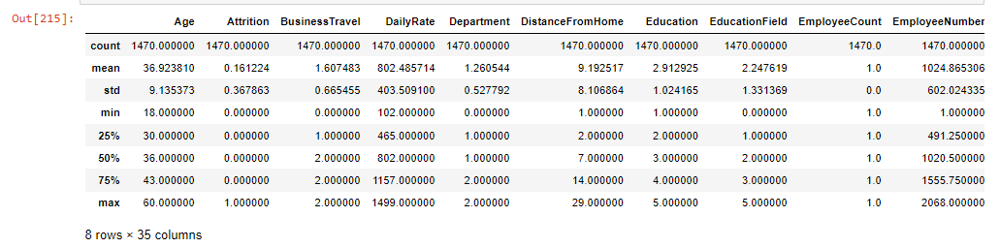 Out[215]:
Age Attrition BusinessTravel DailyRate Department DistanceFromHome Education EducationField EmployeeCount EmployeeNumber
count 1470.000000 1470.000000 1470.000000 1470.000000 1470.000000 1470.000000 1470.000000 1470.000000 1470.0 1470.000000
mean 36.923810 0.161224 1.607483 802.485714 1.260544 9.192517 2.912925 2.247619 1.0 1024.865306
std 9.135373 0.367863 0.665455 403.509100 0.527792 8.106864 1.024165 1.331369 0.0 602.024335
min 18.000000 0.000000 0.000000 102.000000 0.000000 1.000000 1.000000 0.000000 1.0 1.000000
25% 30.000000 0.000000 1.000000 465.000000 1.000000 2.000000 2.000000 1.000000 1.0 491.250000
50% 36.000000 0.000000 2.000000 802.000000 1.000000 7.000000 3.000000 2.000000 1.0 1020.500000
75% 43.000000 0.000000 2.000000 1157.000000 2.000000 14.000000 4.000000 3.000000 1.0 1555.750000
max 60.000000 1.000000 2.000000 1499.000000 2.000000 29.000000 5.000000 5.000000 1.0 2068.000000
8 rows × 35 columns